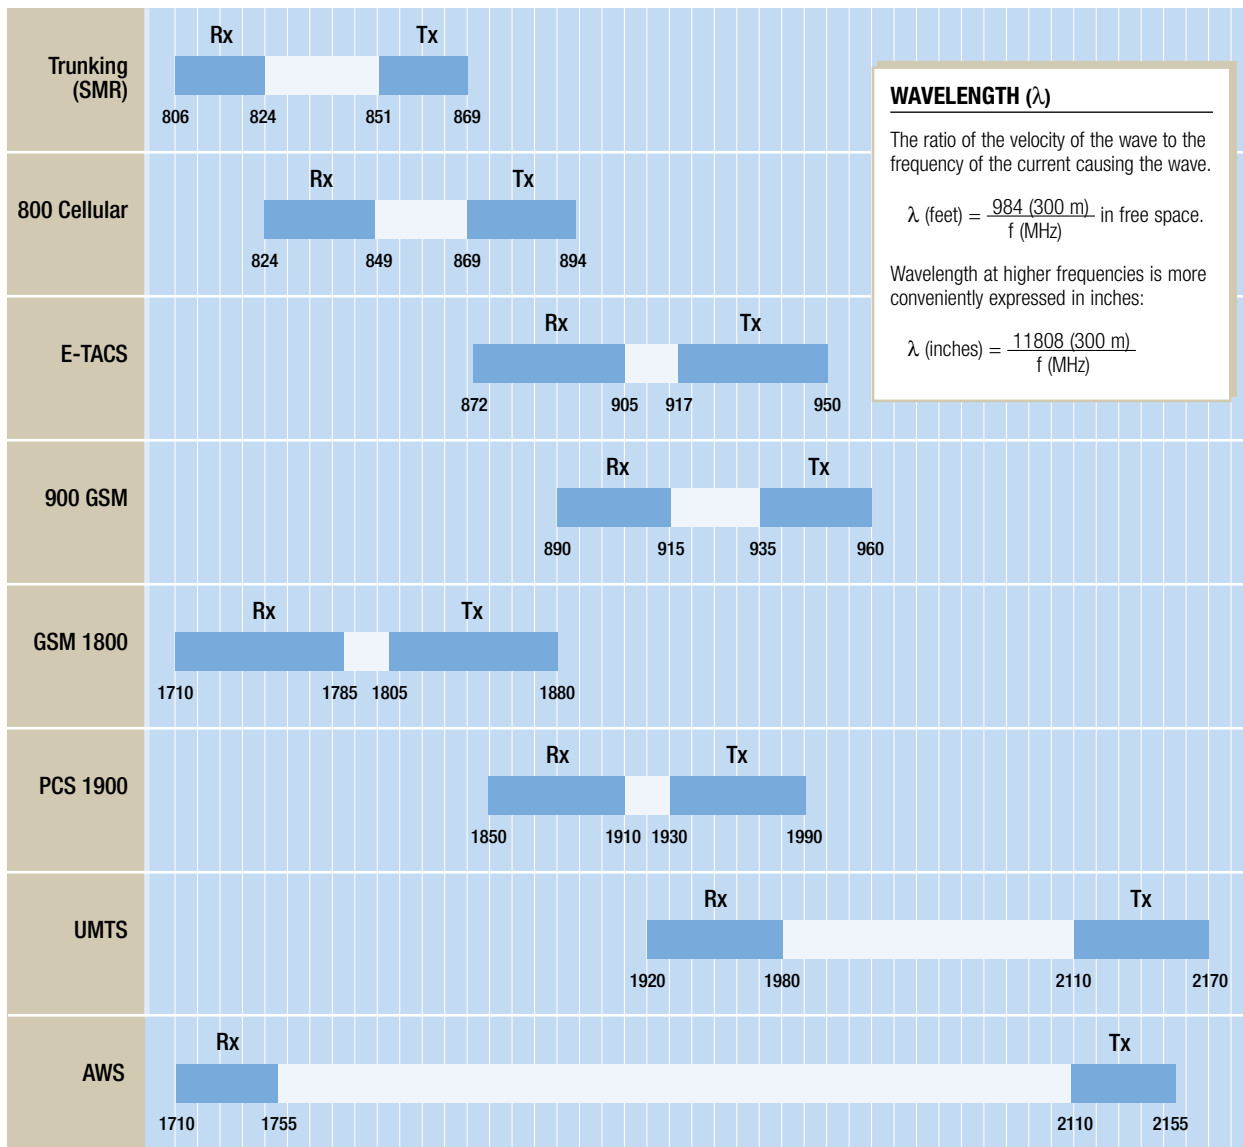 Rx Tx
Trunking
(SMR)
806 824 851 869
WAVELENGTH (λ)
The ratio of the velocity of the wave to the
frequency of the current causing the wave.
λ (feet) = 984 (300 m) in free space.
f (MHz)
Wavelength at higher frequencies is more
conveniently expressed in inches:
λ (inches) = 11808 (300 m)
f (MHz)
Rx Tx
800 Cellular
824 849 869 894
Rx Tx
E-TACS
872 905 917 950
Rx Tx
900 GSM
890 915 935 960
Rx Tx
GSM 1800
1710 1785 1805 1880
Rx Tx
PCS 1900
1850 1910 1930 1990
Rx Tx
UMTS
1920 1980 2110 2170
Rx Tx
AWS
1710 1755 2110 2155